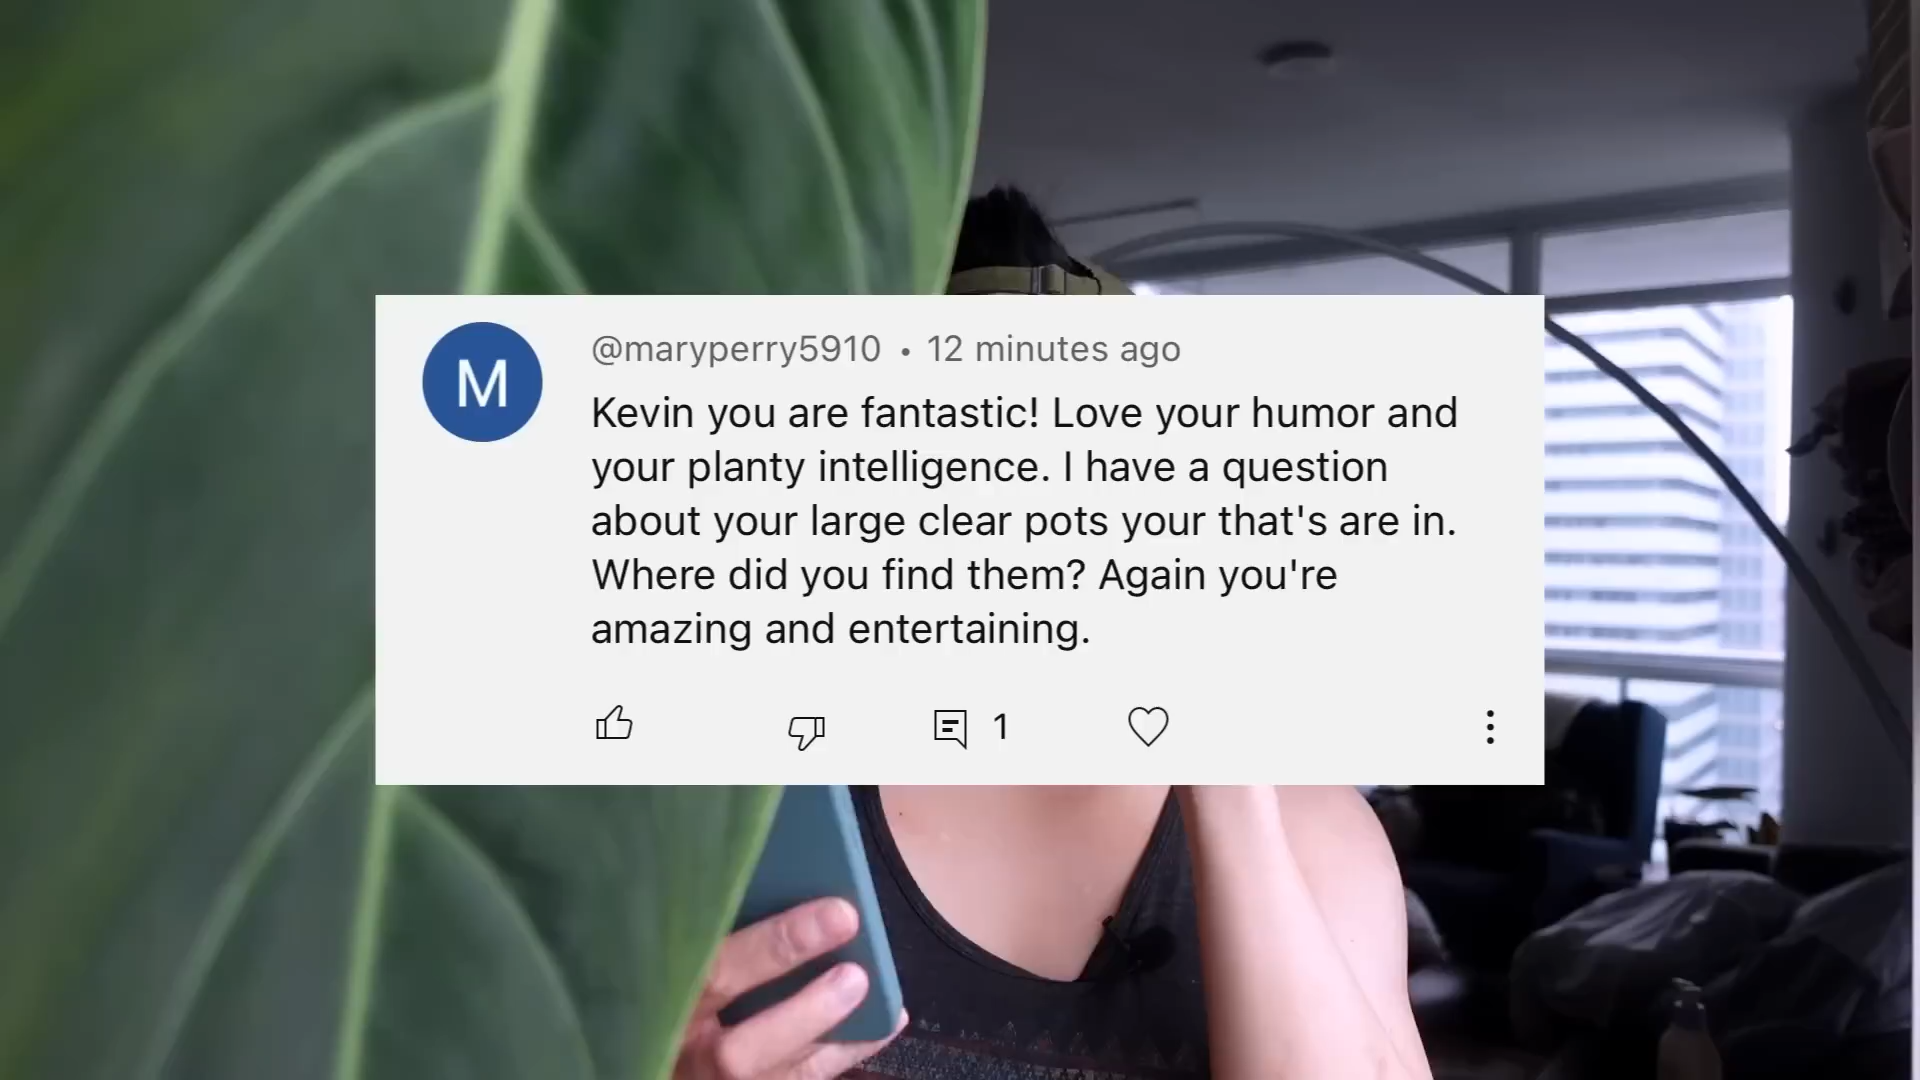 M
@maryperry5910 • 12 minutes ago
Kevin you are fantastic! Love your humor and
your planty intelligence. I have a question
about your large clear pots your that's are in.
Where did you find them? Again you're
amazing and entertaining.
1